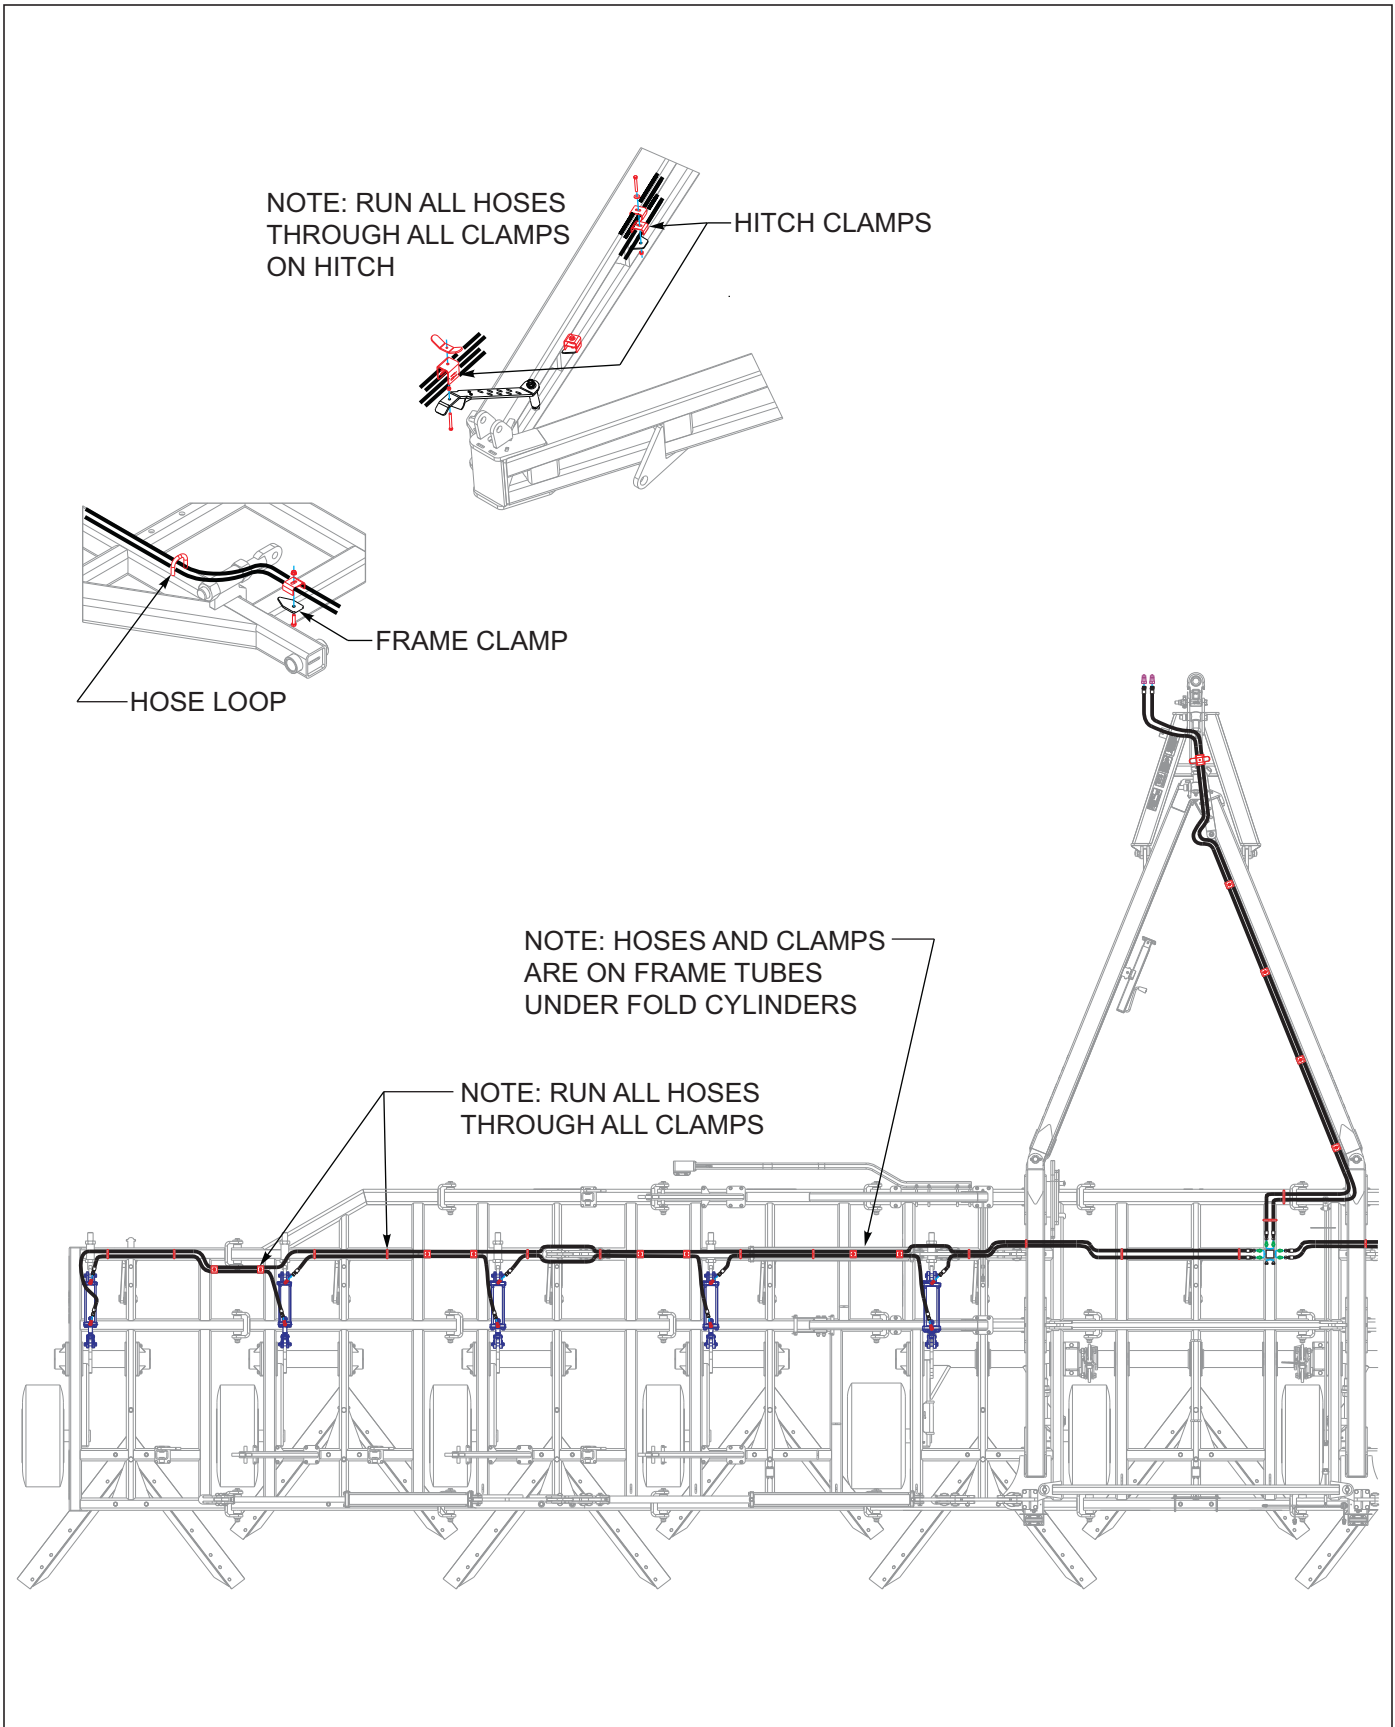 NOTE: RUN ALL HOSES
THROUGH ALL CLAMPS
ON HITCH
HITCH CLAMPS
FRAME CLAMP
HOSE LOOP
NOTE: HOSES AND CLAMPS
ARE ON FRAME TUBES
UNDER FOLD CYLINDERS
NOTE: RUN ALL HOSES
THROUGH ALL CLAMPS